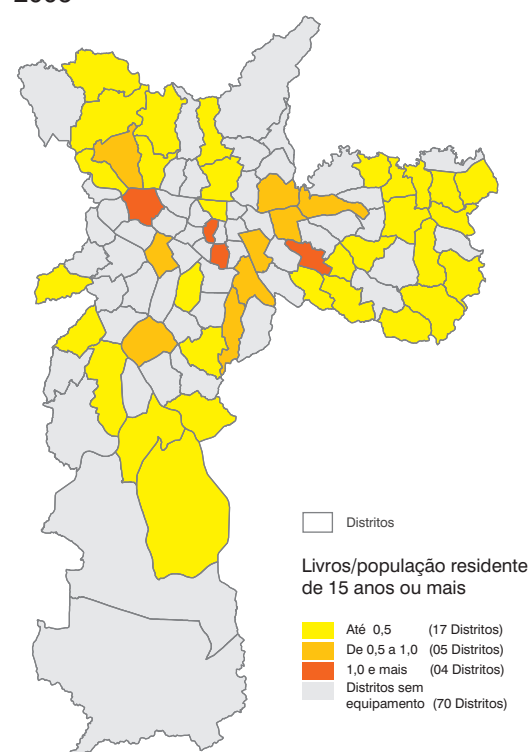 Distritos
Livros/população residente
de 15 anos ou mais
Até 0,5 (17 Distritos)
De 0,5 a 1,0 (05 Distritos)
1,0 e mais (04 Distritos)
Distritos sem
equipamento (70 Distritos)